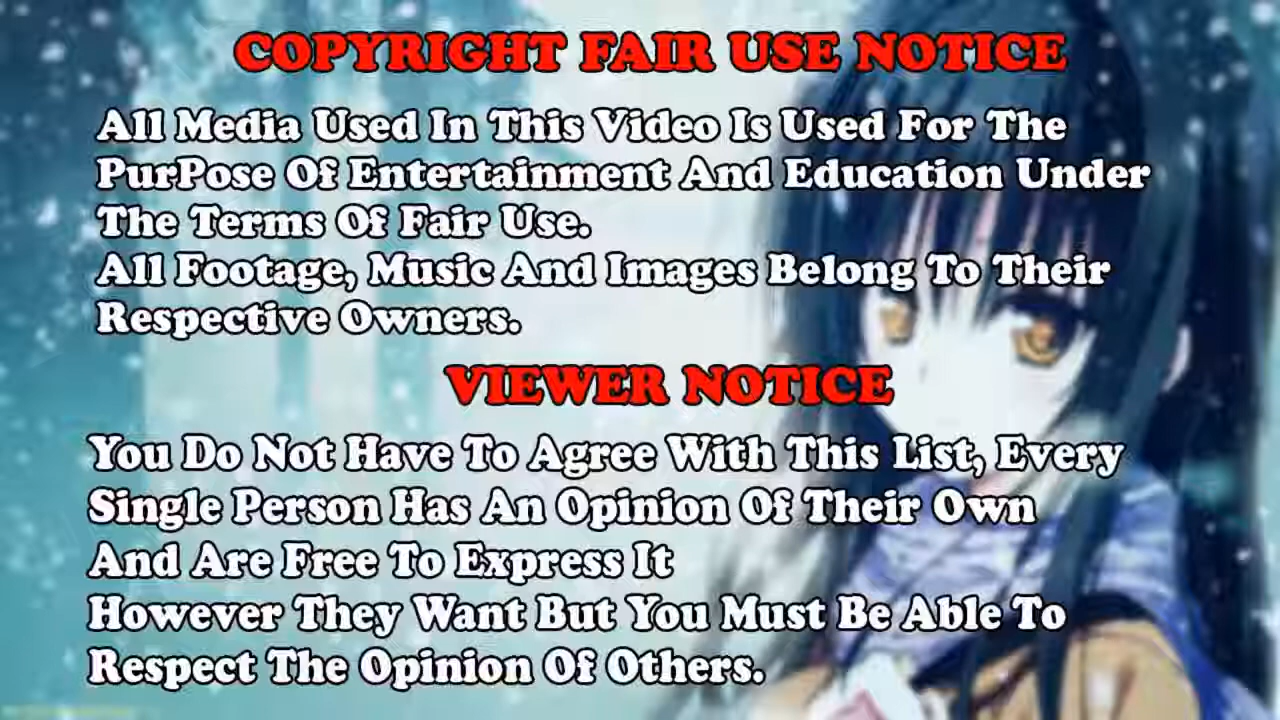 COPYRIGHT FAIR USE NOTICE
All Media Used In This Video Is Used For The
PurPose Of Entertainment And Education Under
The Terms Of Fair Use.
All Footage, Music And Images Belong To Their
Respective Owners.
VIEWER NOTICE
You Do Not Have To Agree With This List, Every
Single Person Has An Opinion Of Their Own
And Are Free To Express It
However They Want But You Must Be Able To
Respect The Opinion Of Others.